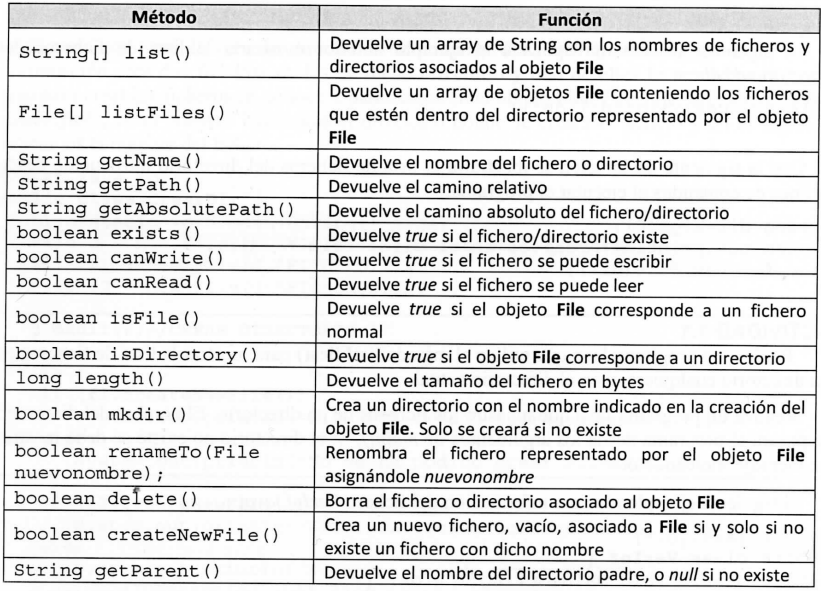 Método Función
String[] list() Devuelve un array de String con los nombres de ficheros y
directorios asociados al objeto File
File[] listFiles() Devuelve un array de objetos File conteniendo los ficheros
que estén dentro del directorio representado por el objeto
File
String getName() Devuelve el nombre del fichero o directorio
String getPath() Devuelve el camino relativo
String getAbsolutePath() Devuelve el camino absoluto del fichero/directorio
boolean exists() Devuelve true si el fichero/directorio existe
boolean canWrite() Devuelve true si el fichero se puede escribir
boolean canRead() Devuelve true si el fichero se puede leer
boolean isFile() Devuelve true si el objeto File corresponde a un fichero
normal
boolean isDirectory() Devuelve true si el objeto File corresponde a un directorio
long length() Devuelve el tamaño del fichero en bytes
boolean mkdir() Crea un directorio con el nombre indicado en la creación del
objeto File. Solo se creará si no existe
boolean renameTo(File
nuevonombre);
Renombra el fichero representado por el objeto File
asignándole nuevonombre
boolean delete() Borra el fichero o directorio asociado al objeto File
boolean createNewFile() Crea un nuevo fichero, vacío, asociado a File si y solo si no
existe un fichero con dicho nombre
String getParent() Devuelve el nombre del directorio padre, o null si no existe